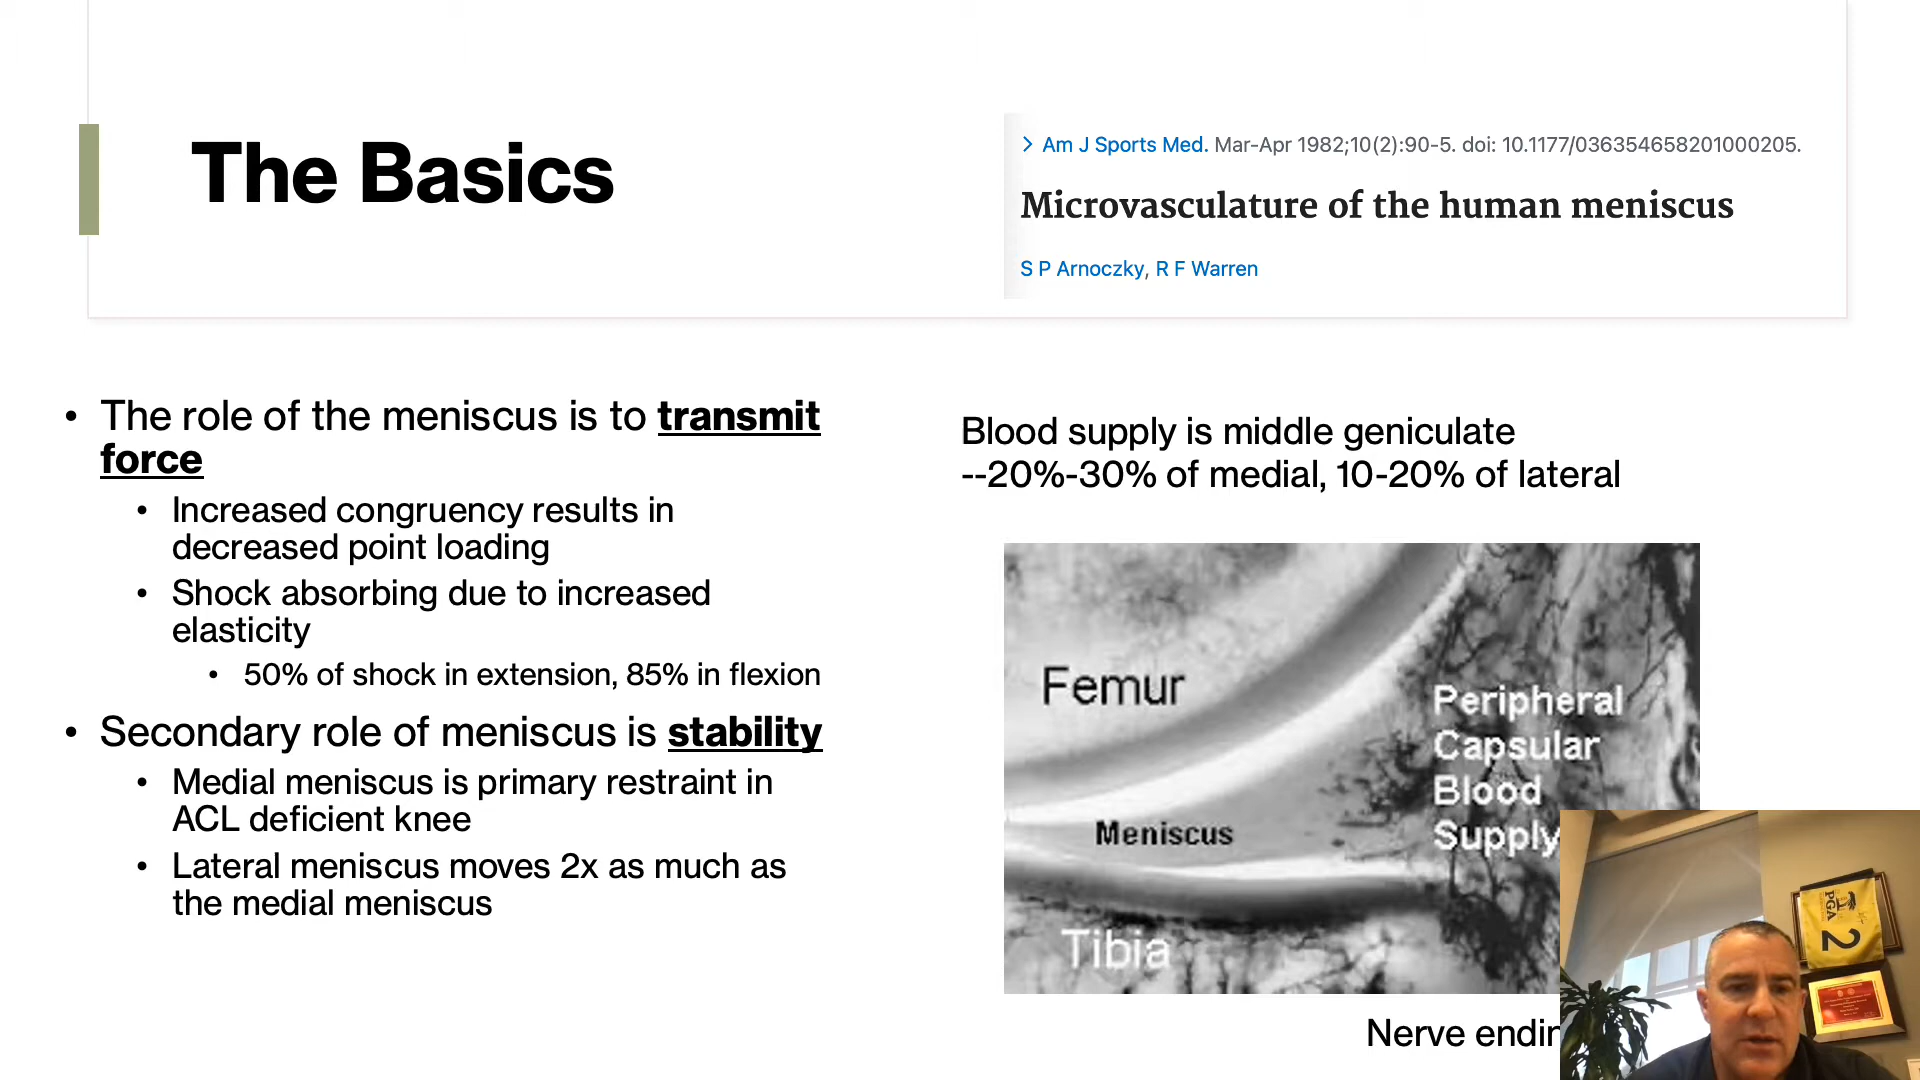 The Basics
> Am J Sports Med. Mar-Apr 1982;10(2):90-5. doi: 10.1177/036354658201000205.
Microvasculature of the human meniscus
S P Arnoczky, R F Warren
• The role of the meniscus is to transmit
force
• Increased congruency results in
decreased point loading
• Shock absorbing due to increased
elasticity
• 50% of shock in extension, 85% in flexion
• Secondary role of meniscus is stability
• Medial meniscus is primary restraint in
ACL deficient knee
• Lateral meniscus moves 2x as much as
the medial meniscus
Blood supply is middle geniculate
--20%-30% of medial, 10-20% of lateral
Femur
Peripheral
Capsular
Blood
Supply
Meniscus
Tibia
Nerve endin
PGA
2